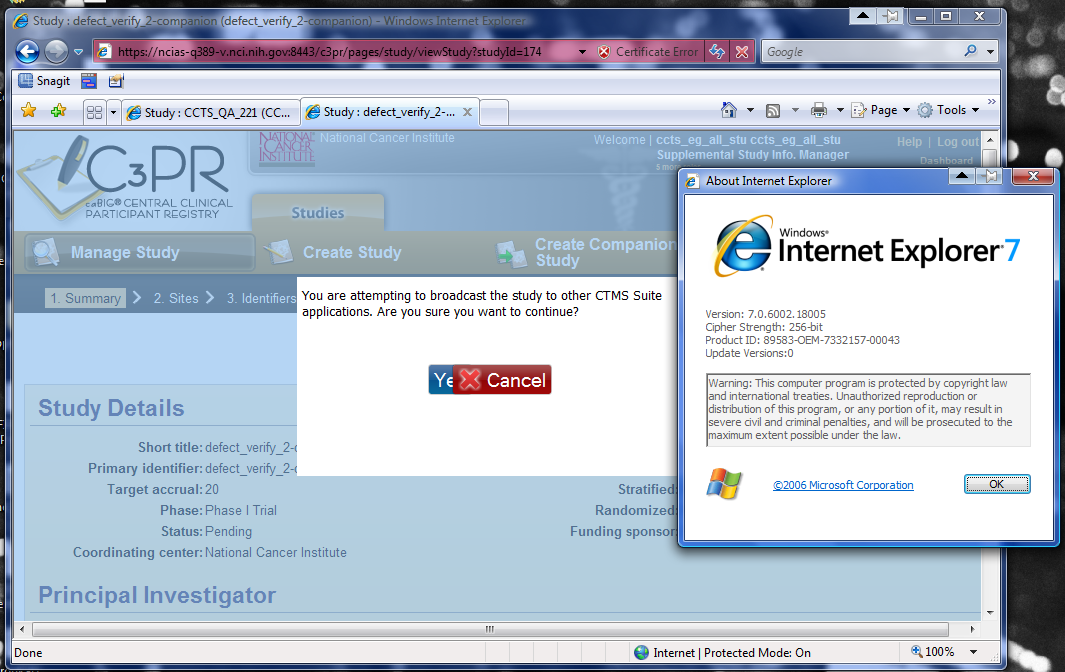 Study : defect_verify_2-companion (defect_verify_2-companion) - Windows Internet Explorer
https://ncias-q389-v.nci.nih.gov:8443/c3pr/pages/study/viewStudy?studyId=174
Certificate Error
Google
Snagit
Study : CCTS_QA_221 (CC...
Study : defect_verify_2-...
Page
Tools
C3PR
caBIG® CENTRAL CLINICAL
PARTICIPANT REGISTRY
NATIONAL
CANCER
INSTITUTE
National Cancer Institute
Welcome | ccts_eg_all_stu ccts_eg_all_stu
Supplemental Study Info. Manager
Help | Log out
Dashboard
Studies
Manage Study
Create Study
Create Companion
Study
1. Summary
2. Sites
3. Identifiers
You are attempting to broadcast the study to other CTMS Suite
applications. Are you sure you want to continue?
Ye
Cancel
Study Details
Short title: defect_verify_2-c
Primary identifier: defect_verify_2-c
Target accrual: 20
Phase: Phase I Trial
Status: Pending
Coordinating center: National Cancer Institute
Stratified:
Randomized:
Funding sponsor
Principal Investigator
Done
Internet | Protected Mode: On
100%
About Internet Explorer
Windows®
Internet Explorer 7
Version: 7.0.6002.18005
Cipher Strength: 256-bit
Product ID: 89583-OEM-7332157-00043
Update Versions:0
Warning: This computer program is protected by copyright law
and international treaties. Unauthorized reproduction or
distribution of this program, or any portion of it, may result in
severe civil and criminal penalties, and will be prosecuted to the
maximum extent possible under the law.
©2006 Microsoft Corporation
OK